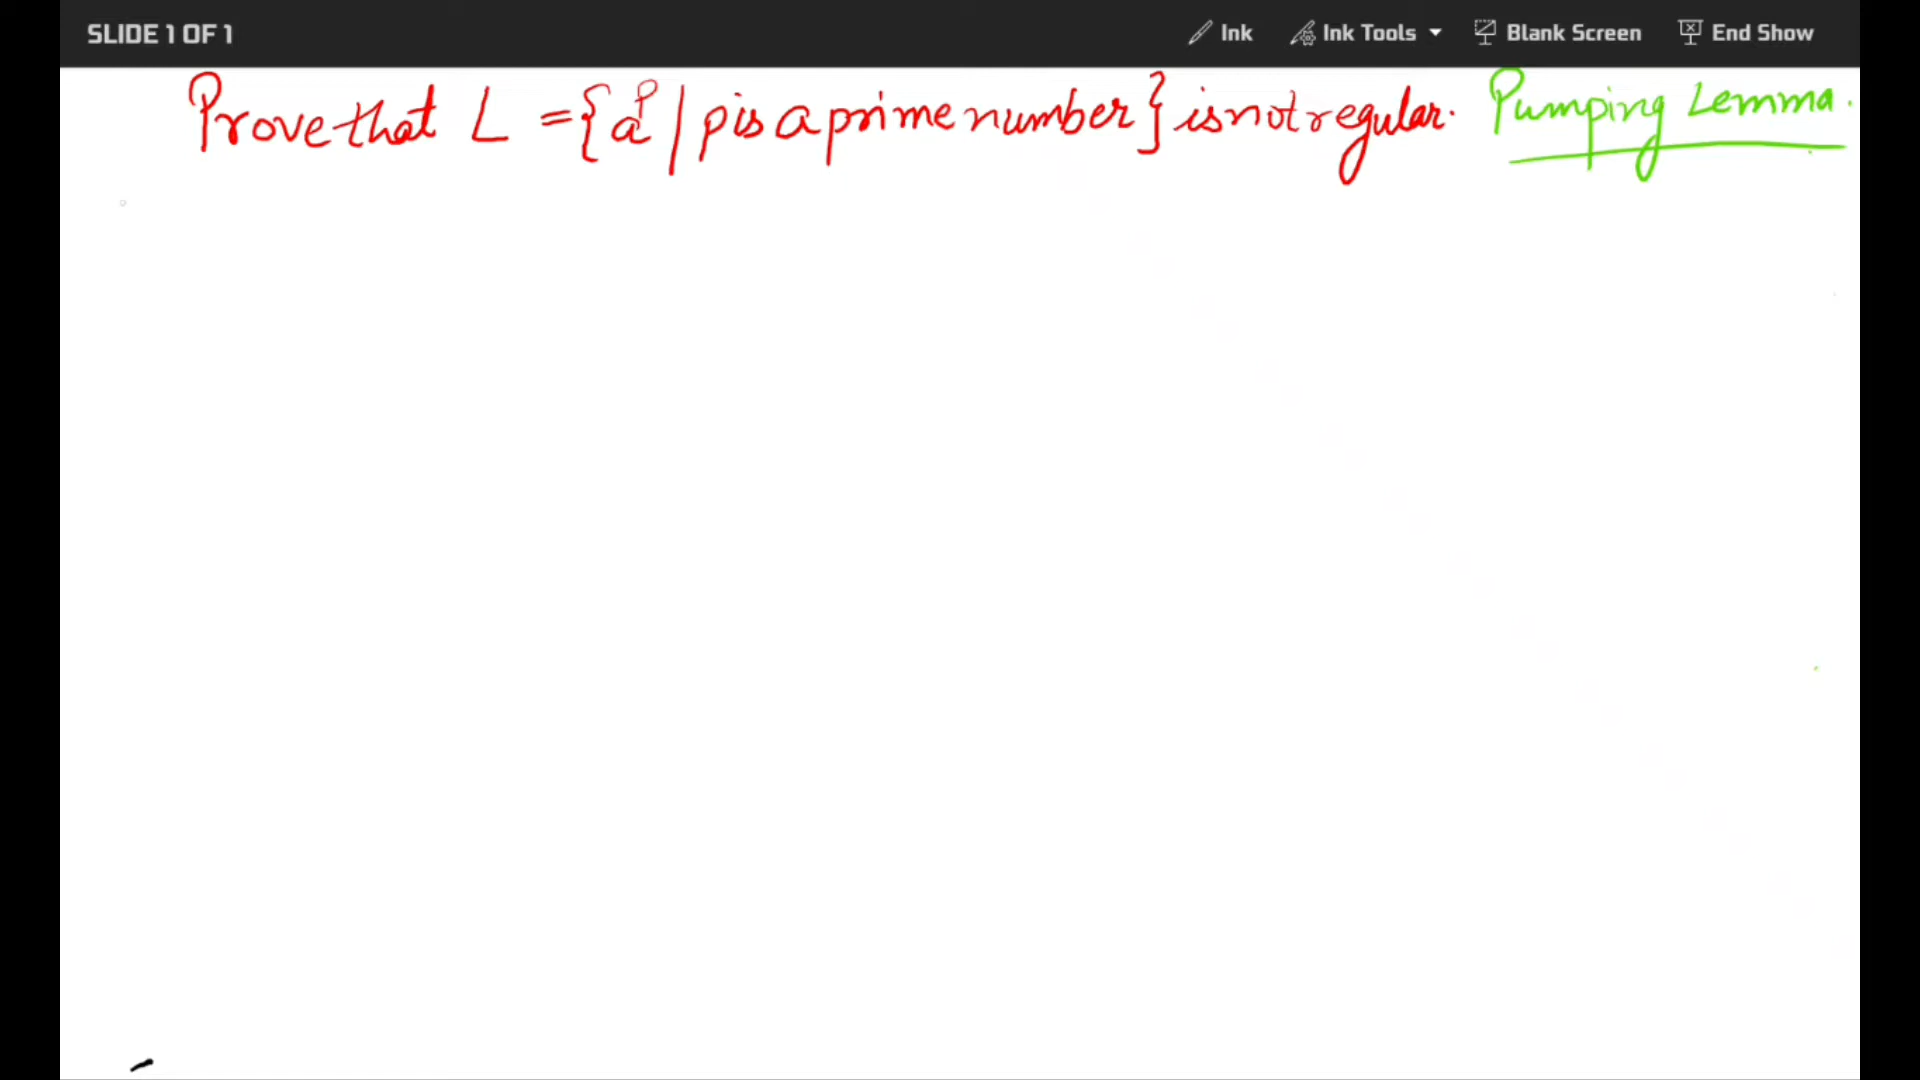 SLIDE 1 OF 1 Ink Ink Tools Blank Screen End Show
Prove that L = {a^p | p is a prime number} is not regular. Pumping Lemma.